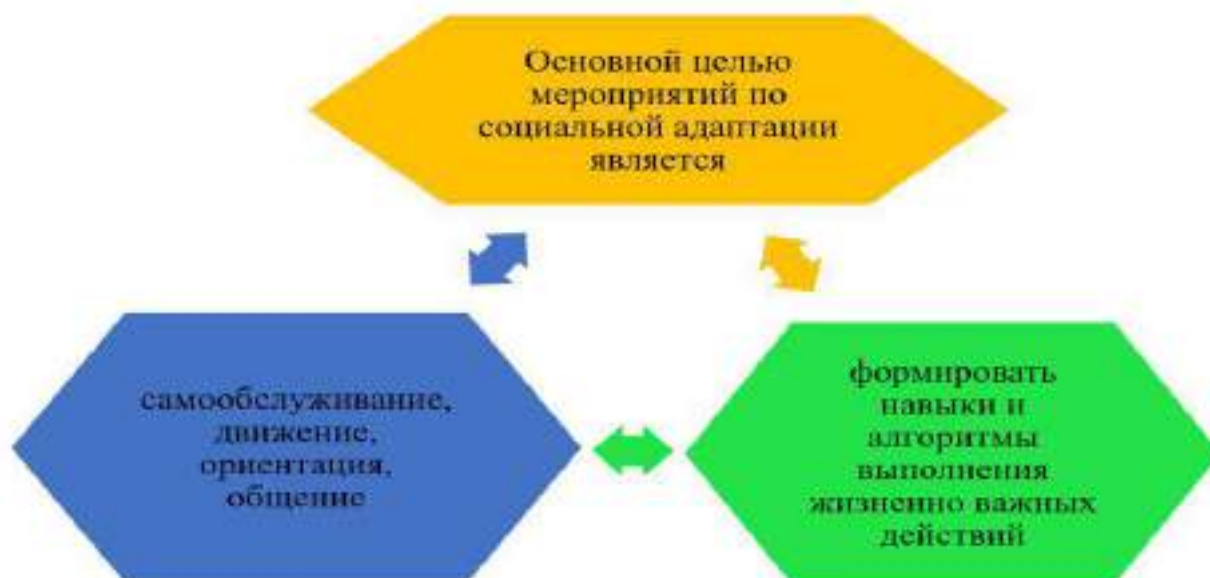 Основной целью
мероприятий по
социальной адаптации
является
самообслуживание,
движение,
ориентация,
общение
формировать
навыки и
алгоритмы
выполнения
жизненно важных
действий